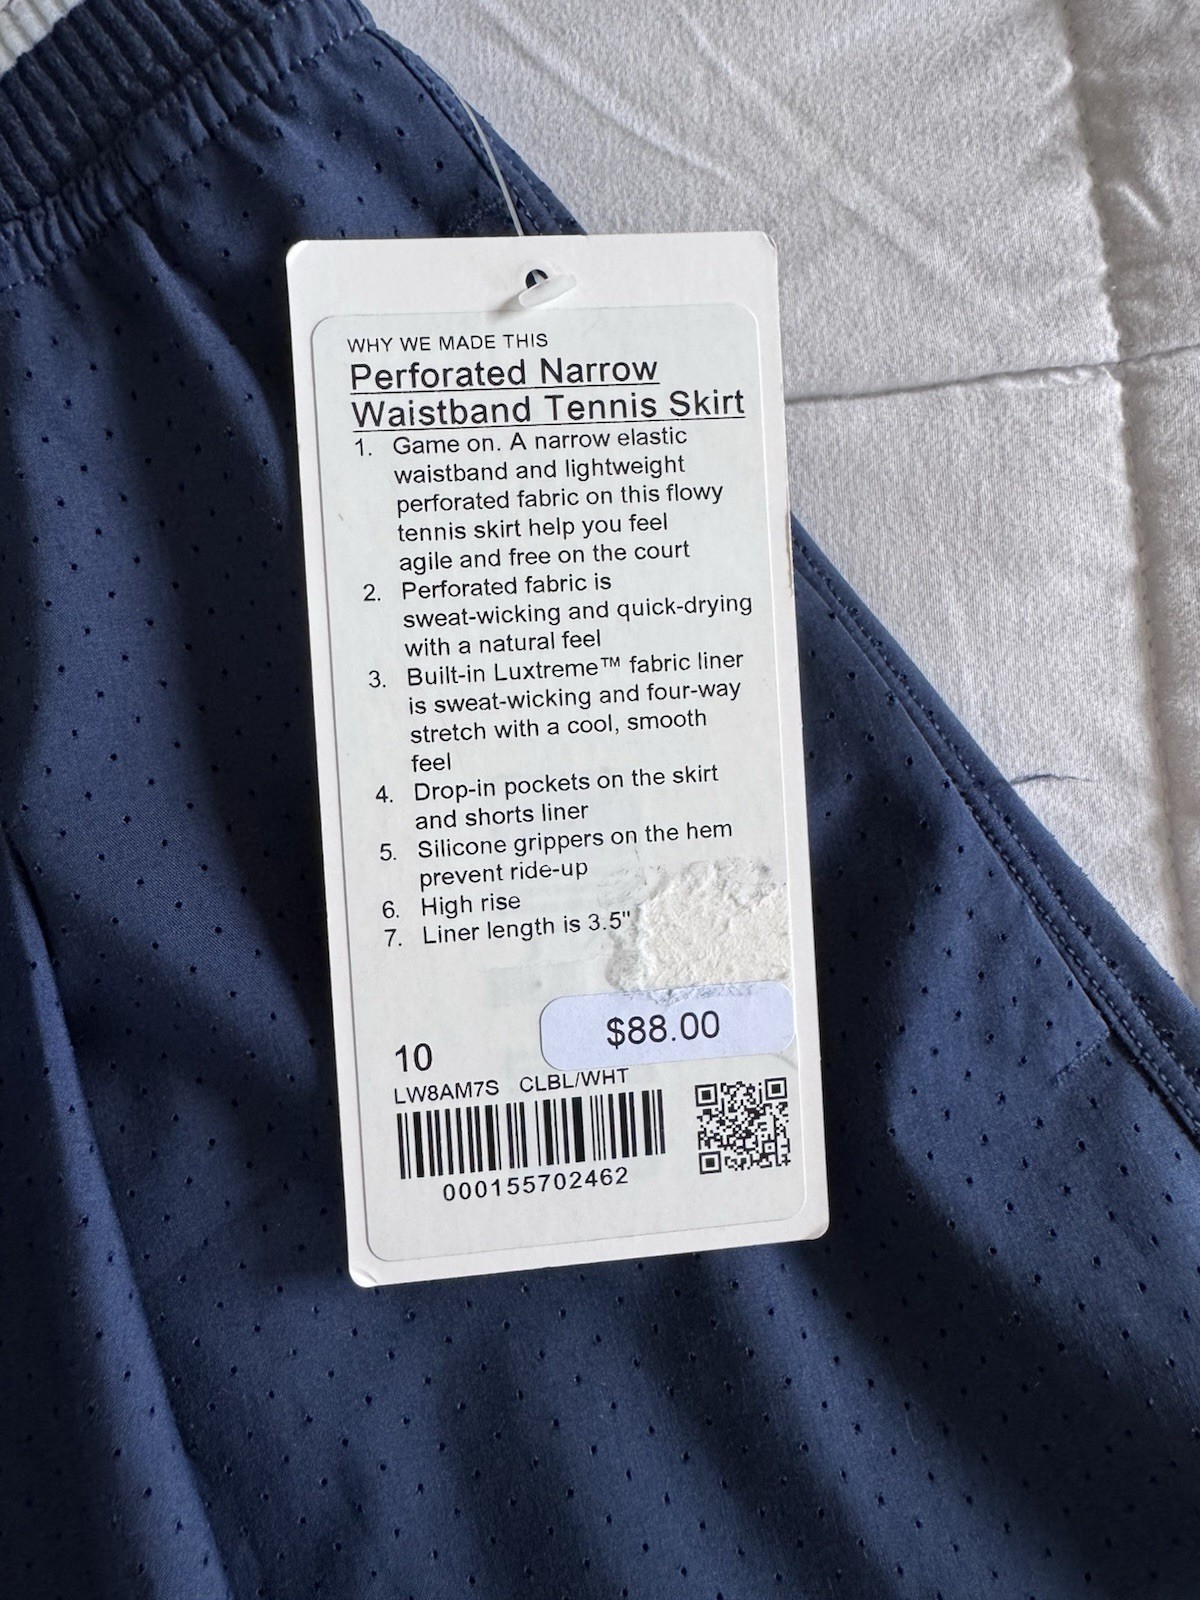 WHY WE MADE THIS
Perforated Narrow
Waistband Tennis Skirt
1. Game on. A narrow elastic
waistband and lightweight
perforated fabric on this flowy
tennis skirt help you feel
agile and free on the court
2. Perforated fabric is
sweat-wicking and quick-drying
with a natural feel
3. Built-in Luxtreme™ fabric liner
is sweat-wicking and four-way
stretch with a cool, smooth
feel
4. Drop-in pockets on the skirt
and shorts liner
5. Silicone grippers on the hem
prevent ride-up
6. High rise
7. Liner length is 3.5"
$88.00
10
LW8AM7S CLBL/WHT
000155702462